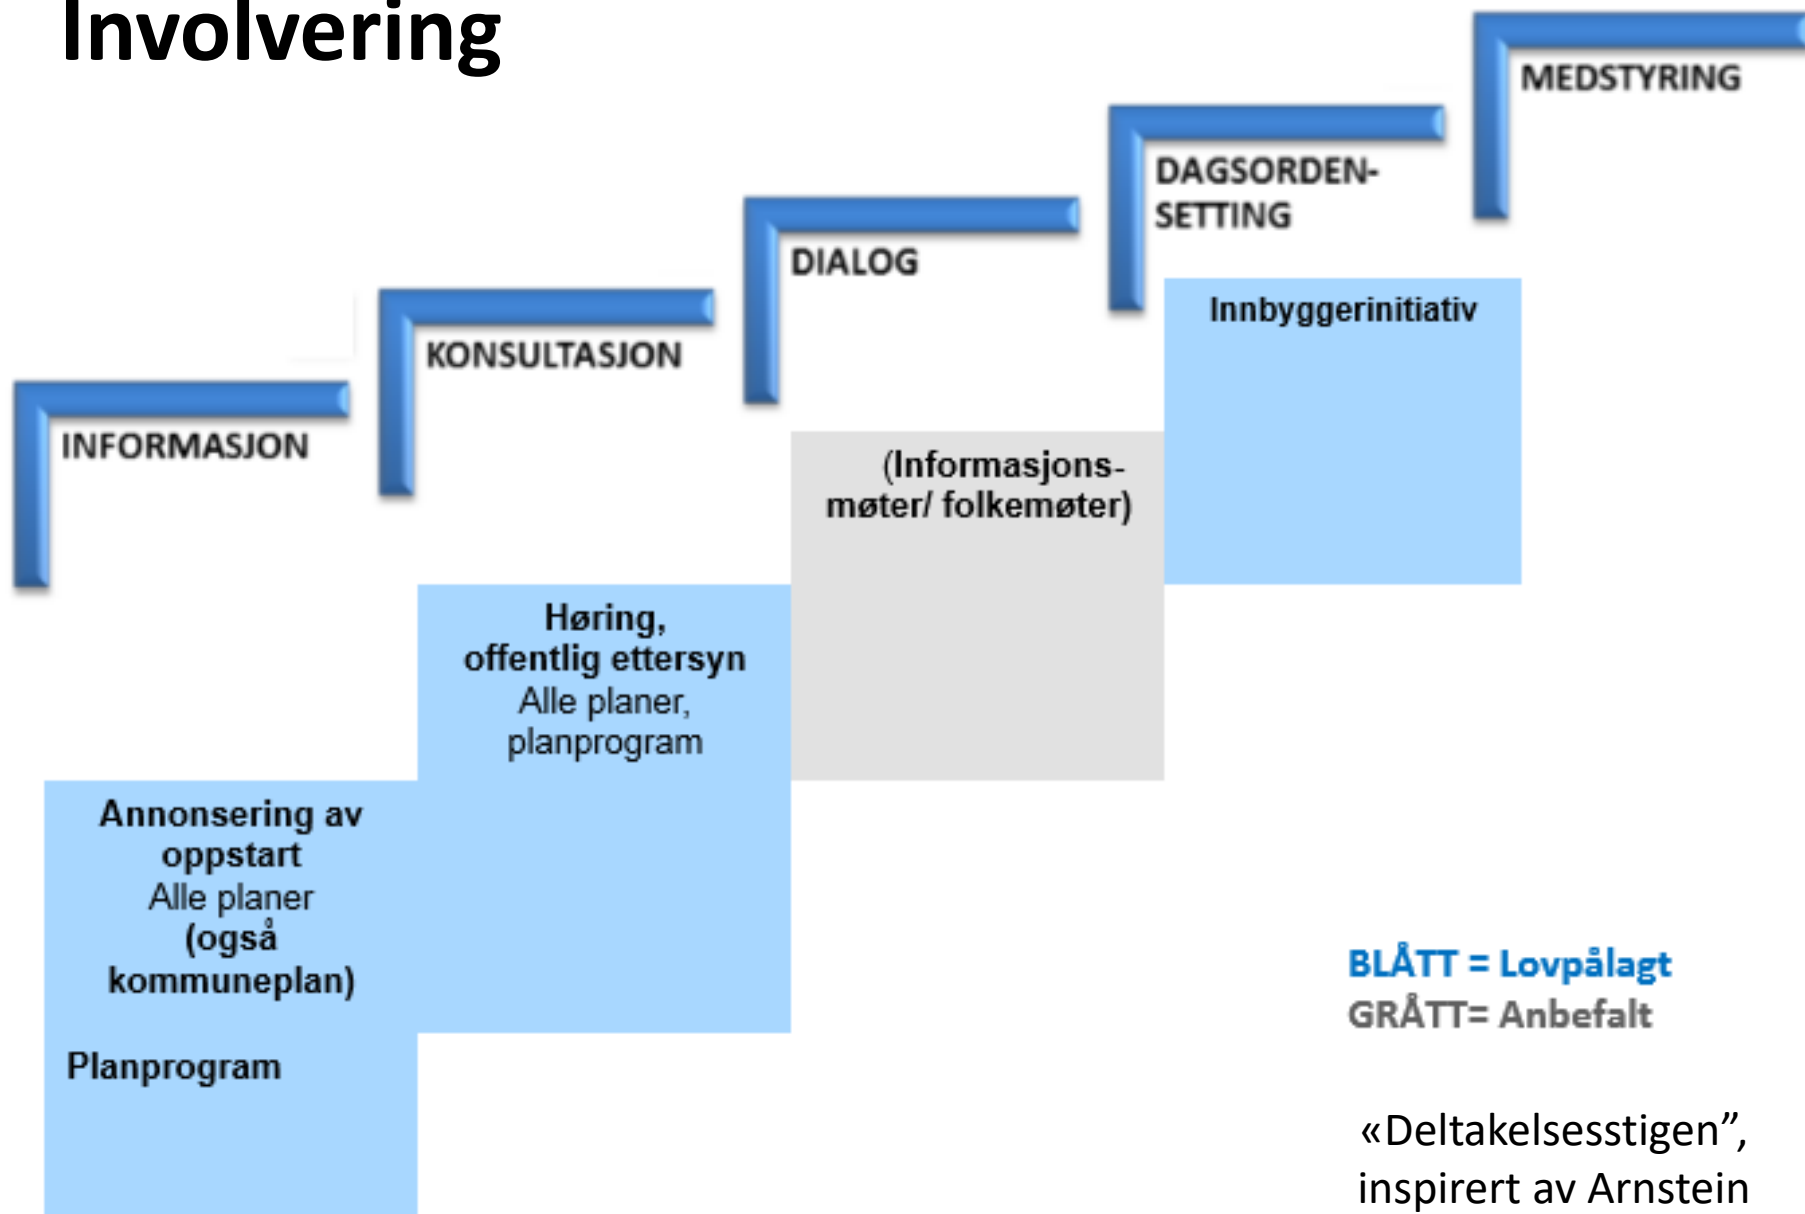 Involvering
MEDSTYRING
DAGSORDEN-
SETTING
DIALOG
KONSULTASJON
INFORMASJON
Innbyggerinitiativ
(Informasjons-
møter/ folkemøter)
Høring,
offentlig ettersyn
Alle planer,
planprogram
Annonsering av
oppstart
Alle planer
(også
kommuneplan)
Planprogram
BLÅTT = Lovpålagt
GRÅTT= Anbefalt
«Deltakelsesstigen”,
inspirert av Arnstein